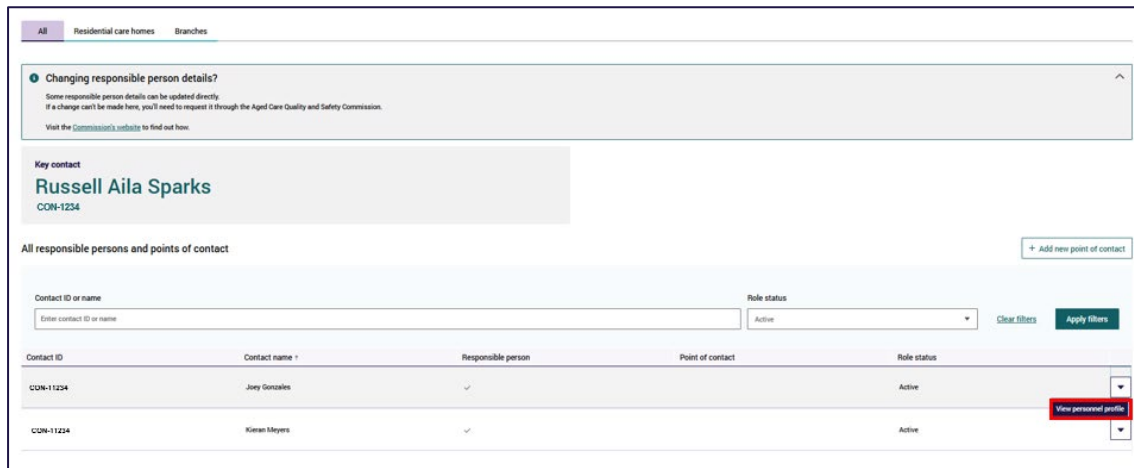 All Residential care homes Branches
Changing responsible person details?
Some responsible person details can be updated directly.
If a change can't be made here, you'll need to request it through the Aged Care Quality and Safety Commission.
Visit the Commission's website to find out how.
Key contact
Russell Aila Sparks
CON-1234
All responsible persons and points of contact
+ Add new point of contact
Contact ID or name Role status
Enter contact ID or name Active Clear filters Apply filters
Contact ID Contact name ↑ Responsible person Point of contact Role status
CON-11234 Joey Gonzales Active
View personnel profile
CON-11234 Kieran Meyers Active